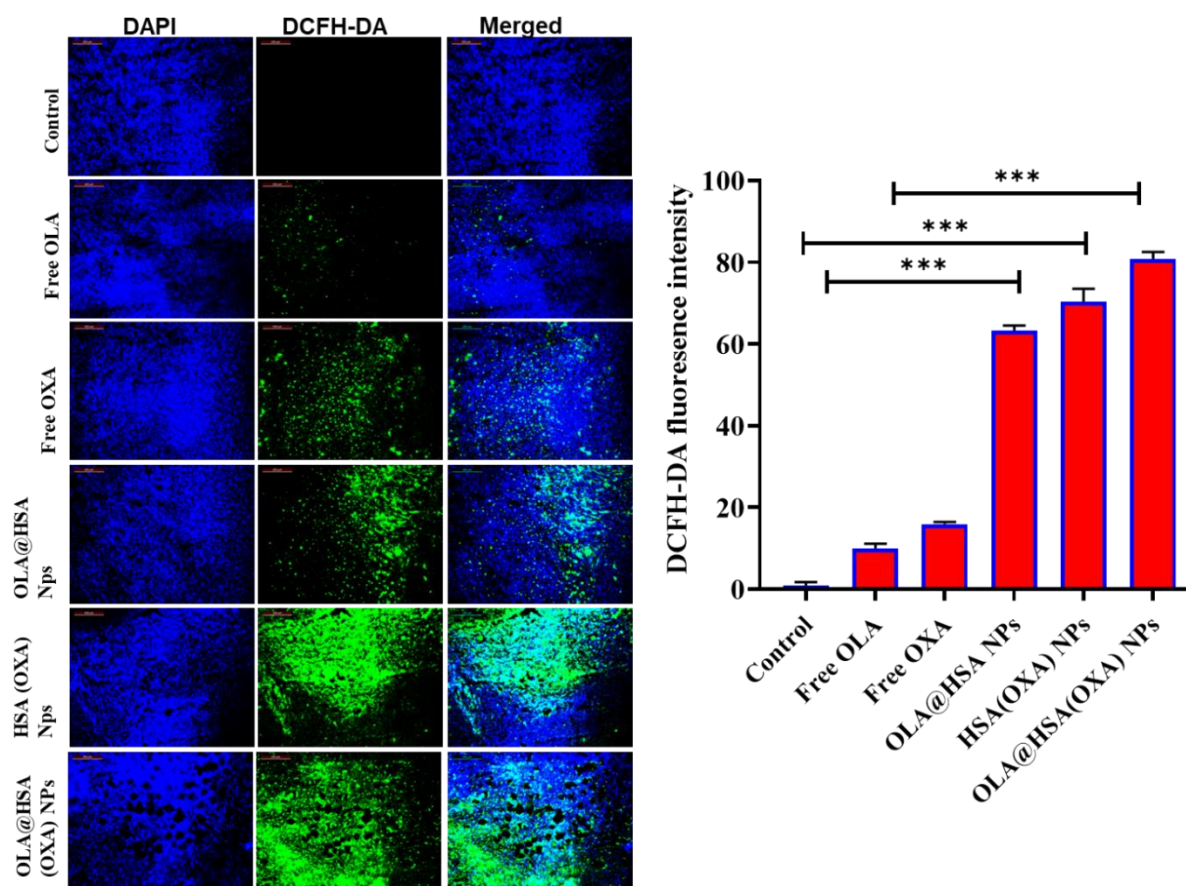 DAPI DCFH-DA Merged
Control
Free OLA
Free OXA
OLA@HSA
Nps
HSA (OXA)
Nps
OLA@HSA
(OXA) NPs
DCFH-DA fluoresence intensity
100
80
60
40
20
0
***
***
***
Control
Free OLA
Free OXA
OLA@HSA NPs
HSA(OXA) NPs
OLA@HSA(OXA) NPs